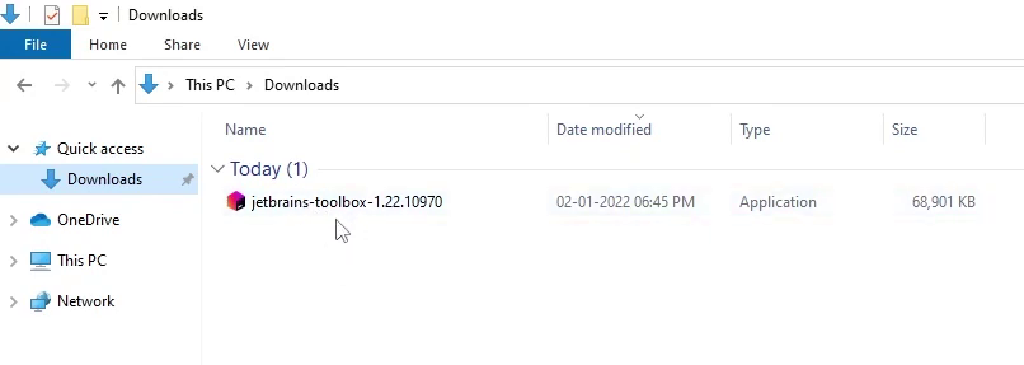 Downloads
File Home Share View
This PC Downloads
Name Date modified Type Size
Quick access
Today (1)
Downloads
jetbrains-toolbox-1.22.10970 02-01-2022 06:45 PM Application 68,901 KB
OneDrive
This PC
Network